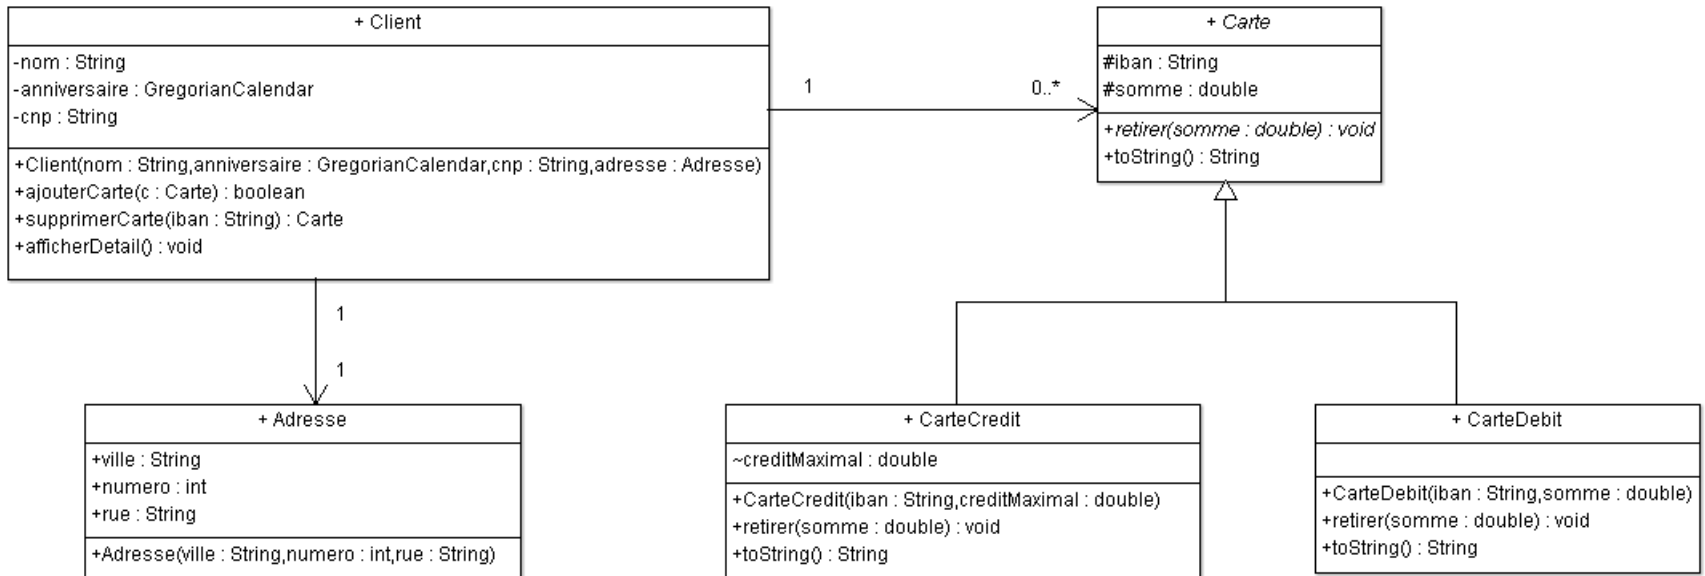 + Client
-nom : String
-anniversaire : GregorianCalendar
-cnp : String
+Client(nom : String,anniversaire : GregorianCalendar,cnp : String,adresse : Adresse)
+ajouterCarte(c : Carte) : boolean
+supprimerCarte(iban : String) : Carte
+afficherDetail() : void
1
0..*
+ Carte
#iban : String
#somme : double
+retirer(somme : double) : void
+toString() : String
1
1
+ Adresse
+ville : String
+numero : int
+rue : String
+Adresse(ville : String,numero : int,rue : String)
+ CarteCredit
~creditMaximal : double
+CarteCredit(iban : String,creditMaximal : double)
+retirer(somme : double) : void
+toString() : String
+ CarteDebit
+CarteDebit(iban : String,somme : double)
+retirer(somme : double) : void
+toString() : String